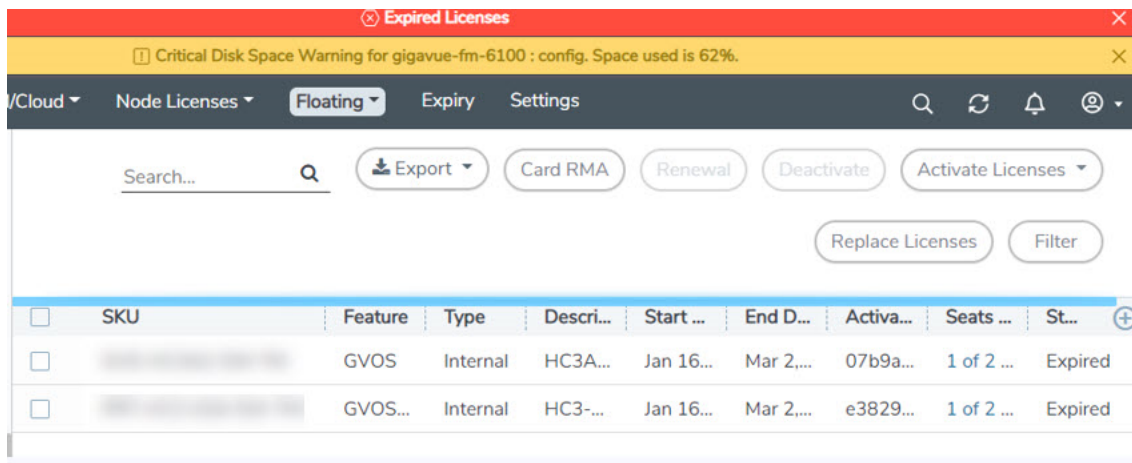 Expired Licenses
Critical Disk Space Warning for gigavue-fm-6100 : config. Space used is 62%.
l/Cloud Node Licenses Floating Expiry Settings
Search... Export Card RMA Renewal Deactivate Activate Licenses
Replace Licenses Filter
SKU Feature Type Descri... Start ... End D... Activa... Seats ... St...
GVOS Internal HC3A... Jan 16... Mar 2,... 07b9a... 1 of 2 ... Expired
GVOS... Internal HC3-... Jan 16... Mar 2,... e3829... 1 of 2 ... Expired